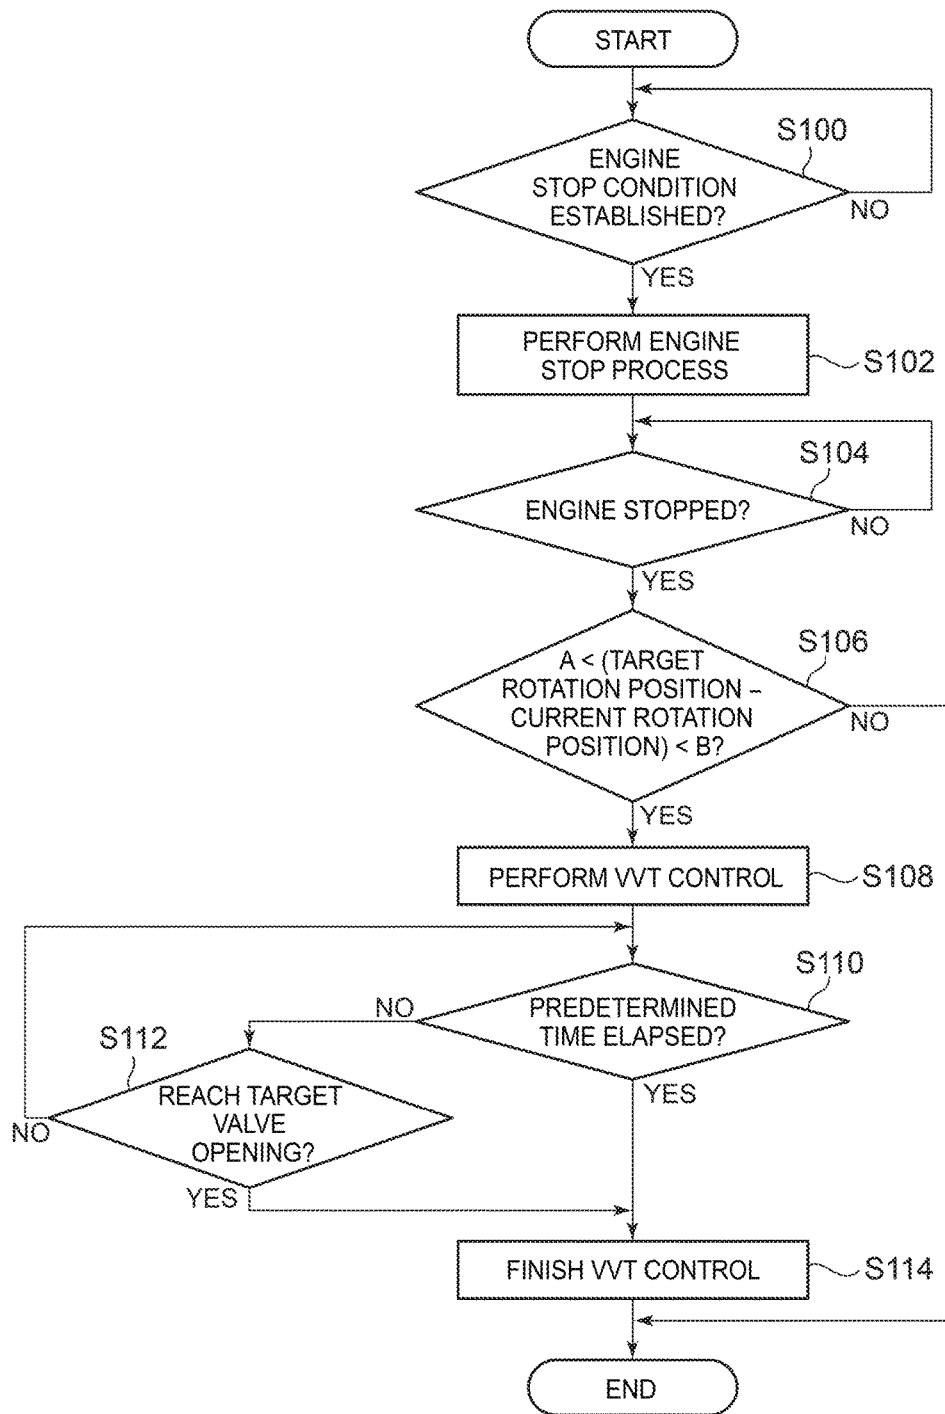 START
S100
ENGINE
STOP CONDITION
ESTABLISHED?
NO
YES
PERFORM ENGINE
STOP PROCESS
S102
S104
ENGINE STOPPED?
NO
YES
S106
A < (TARGET
ROTATION POSITION –
CURRENT ROTATION
POSITION) < B?
NO
YES
PERFORM VVT CONTROL
S108
S110
PREDETERMINED
TIME ELAPSED?
NO
YES
S112
REACH TARGET
VALVE
OPENING?
NO
YES
FINISH VVT CONTROL
S114
END